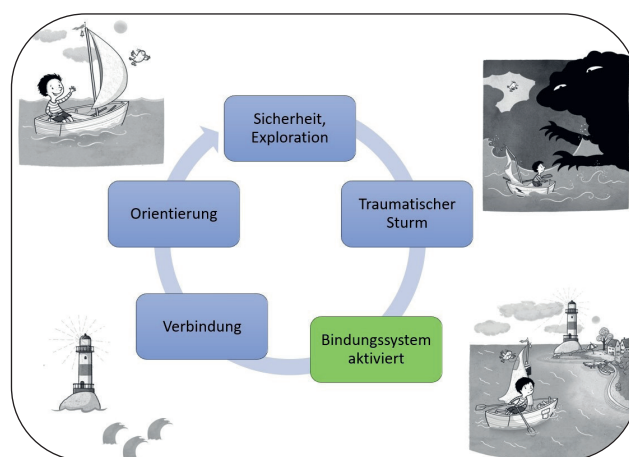 Sicherheit,
Exploration
Traumatischer
Sturm
Bindungssystem
aktiviert
Verbindung
Orientierung